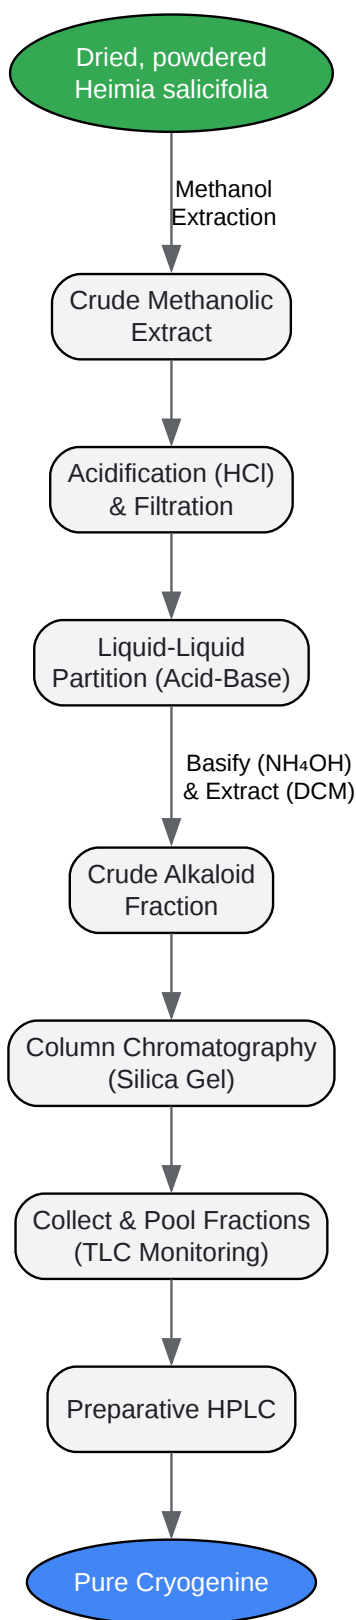 Dried, powdered
Heimia salicifolia
Methanol
Extraction
Crude Methanolic
Extract
Acidification (HCl)
& Filtration
Liquid-Liquid
Partition (Acid-Base)
Basify (NH₄OH)
& Extract (DCM)
Crude Alkaloid
Fraction
Column Chromatography
(Silica Gel)
Collect & Pool Fractions
(TLC Monitoring)
Preparative HPLC
Pure Cryogenine